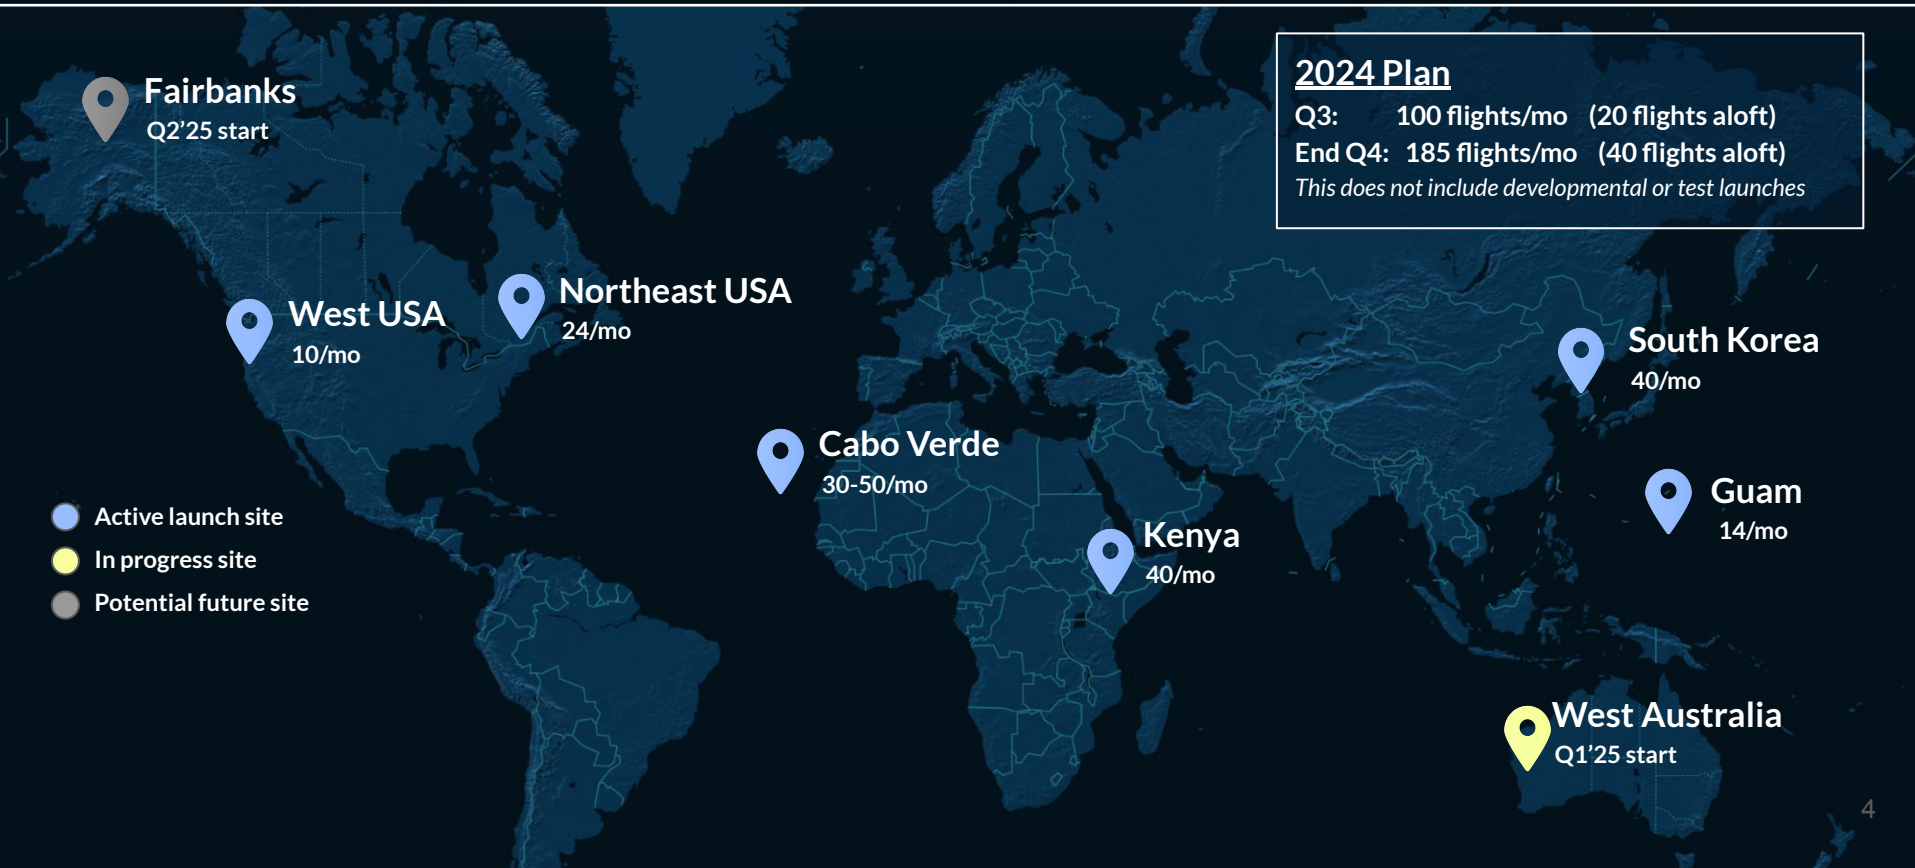 2024 Plan
Q3: 100 flights/mo (20 flights aloft)
End Q4: 185 flights/mo (40 flights aloft)
This does not include developmental or test launches
Fairbanks
Q2’25 start
West USA
10/mo
Northeast USA
24/mo
South Korea
40/mo
Cabo Verde
30-50/mo
Guam
14/mo
Kenya
40/mo
Active launch site
In progress site
Potential future site
West Australia
Q1’25 start
4